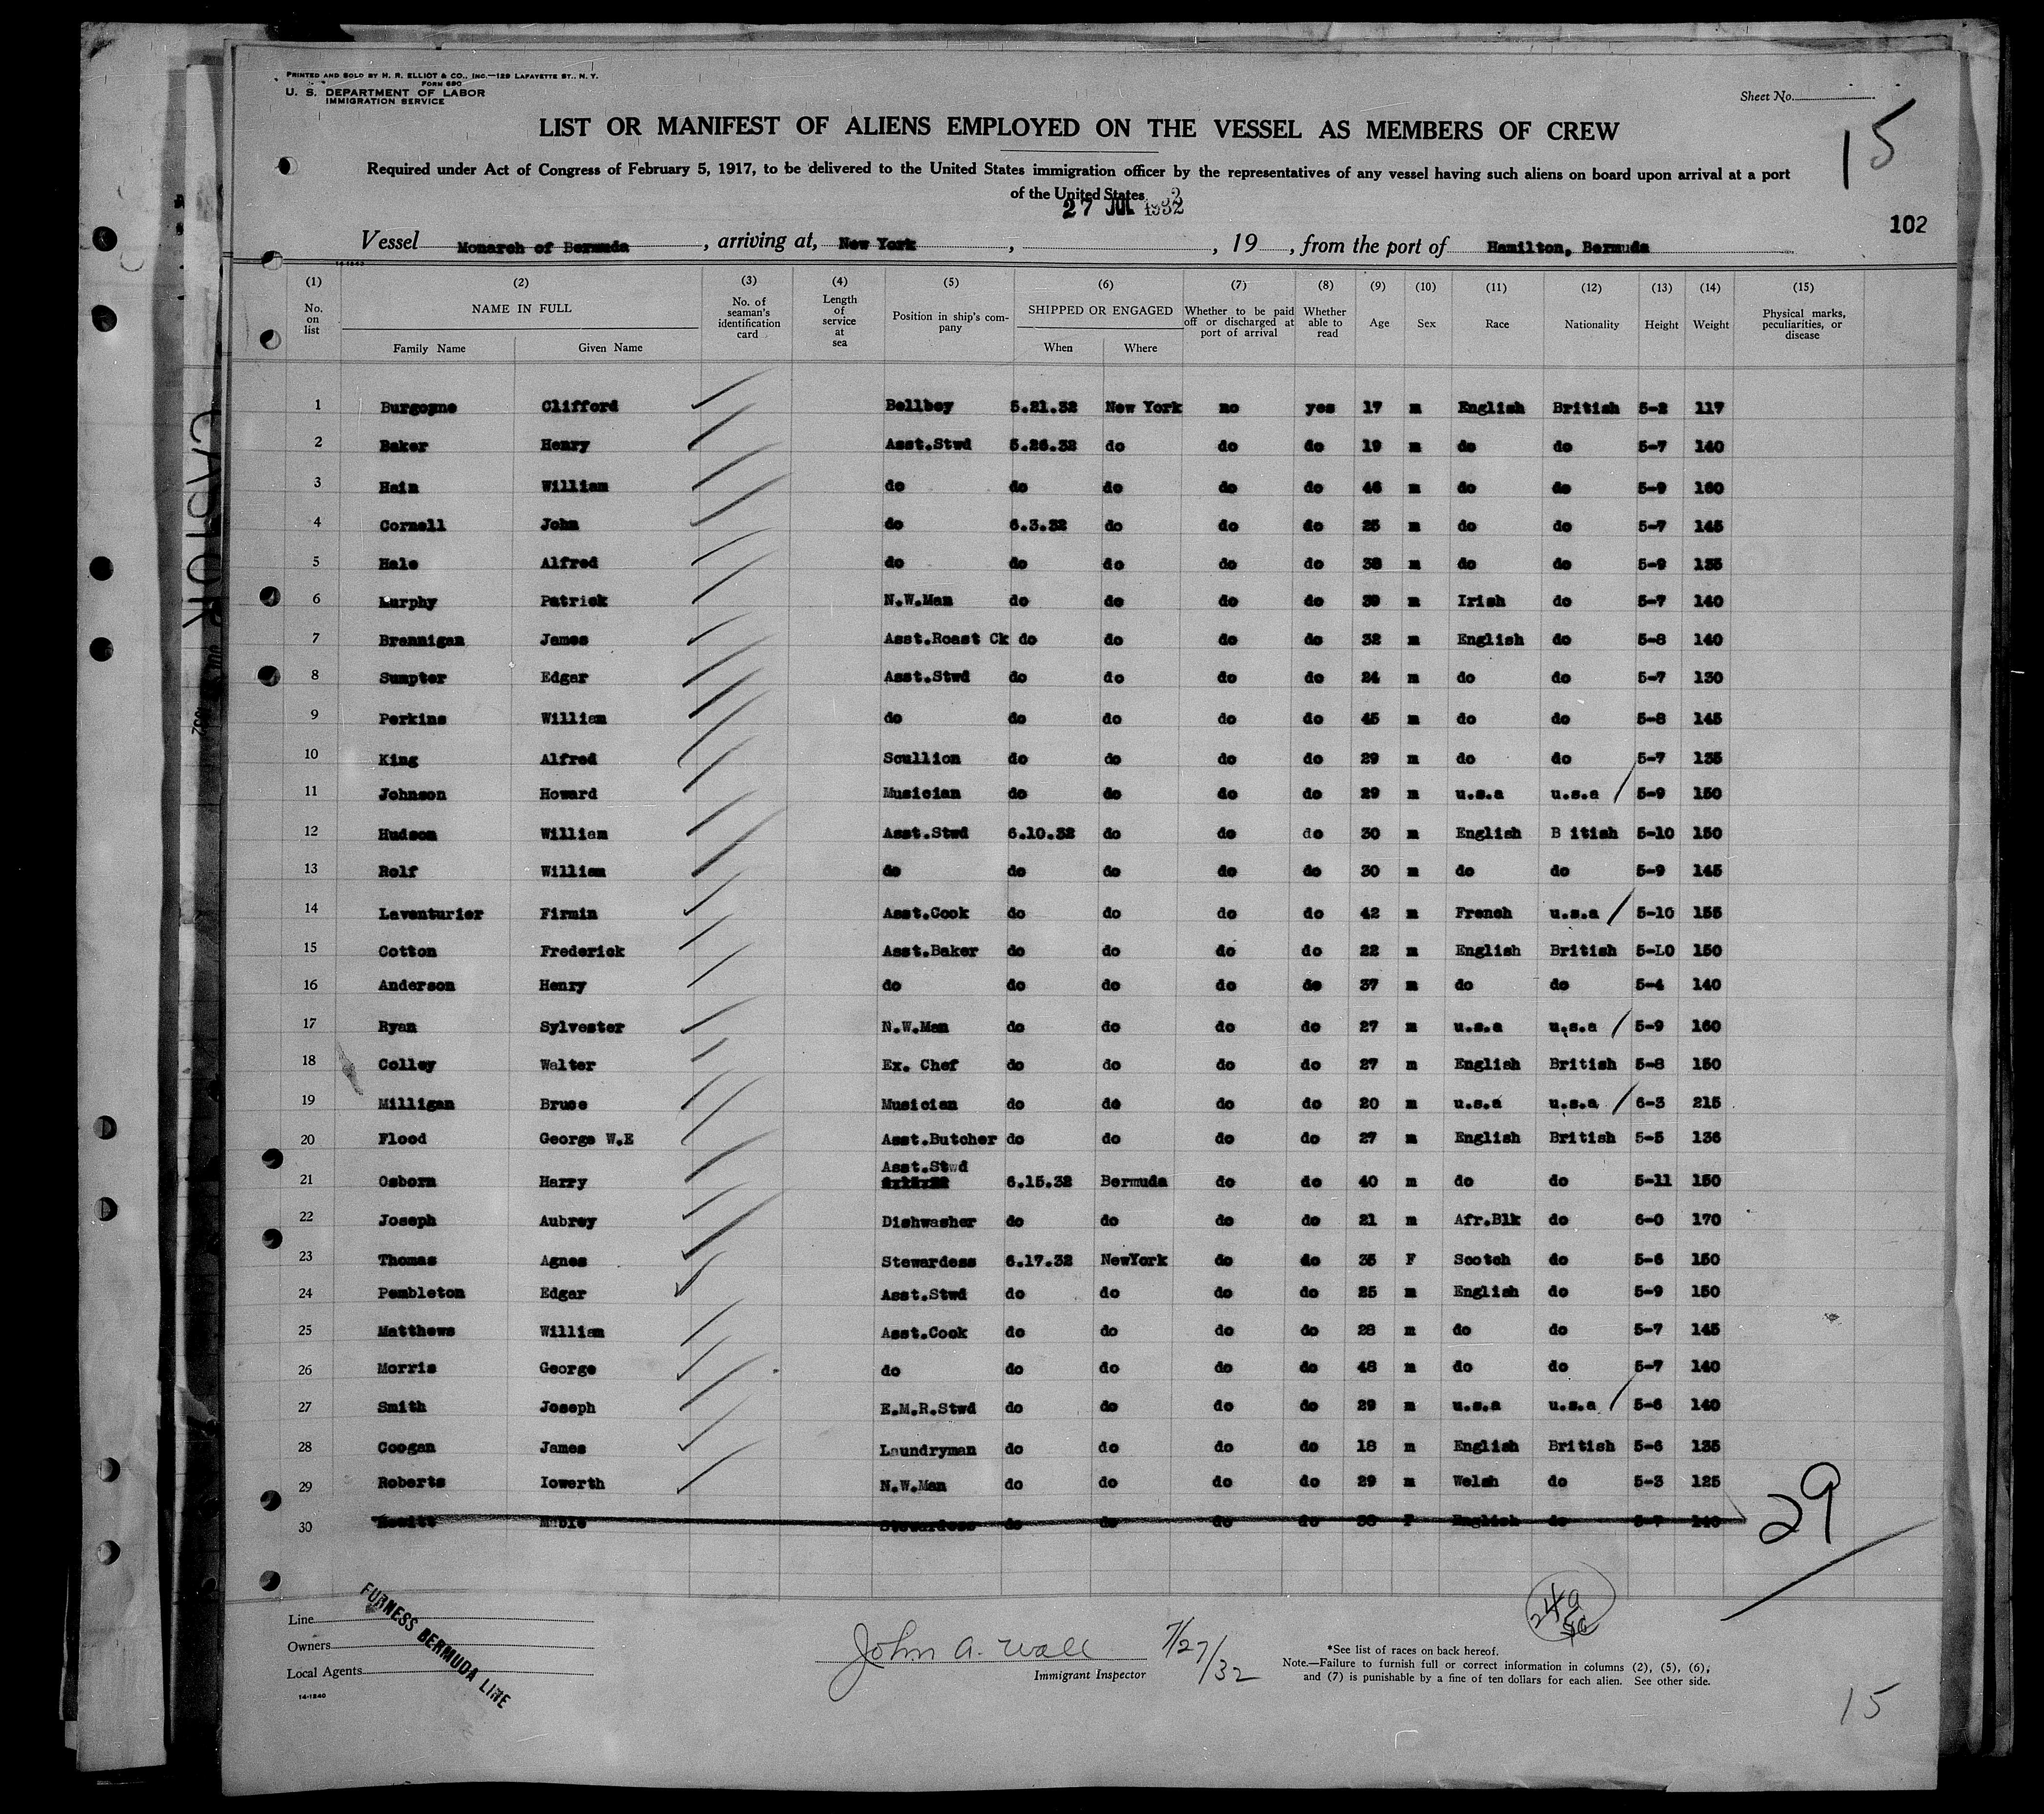 PRINTED AND SOLD BY H. R. ELLIOT & CO., INC.—129 LAFAYETTE ST., N. Y.
FORM 690
U. S. DEPARTMENT OF LABOR
IMMIGRATION SERVICE
Sheet No.
15
LIST OR MANIFEST OF ALIENS EMPLOYED ON THE VESSEL AS MEMBERS OF CREW
Required under Act of Congress of February 5, 1917, to be delivered to the United States immigration officer by the representatives of any vessel having such aliens on board upon arrival at a port
of the United States
27 JUL 1932
102
Vessel Monarch of Bermuda, arriving at, New York, , 19 , from the port of Hamilton, Bermuda
(1) (2) (3) (4) (5) (6) (7) (8) (9) (10) (11) (12) (13) (14) (15)
No. on list NAME IN FULL Family Name Given Name No. of seaman's identification card Length of service at sea Position in ship's company SHIPPED OR ENGAGED When Where Whether to be paid off or discharged at port of arrival Whether able to read Age Sex Race Nationality Height Weight Physical marks, peculiarities, or disease
1 Burgoyne Clifford Bellboy 5.21.32 New York no yes 17 m English British 5-2 117
2 Baker Henry Asst.Stwd 5.26.32 do do do 19 m do do 5-7 140
3 Hain William do do do do do 46 m do do 5-9 160
4 Cornell John do 6.3.32 do do do 25 m do do 5-7 145
5 Hale Alfred do do do do do 38 m do do 5-9 135
6 Murphy Patrick N.W.Man do do do do 39 m Irish do 5-7 140
7 Brannigan James Asst.Roast Ck do do do do 32 m English do 5-8 140
8 Sumpter Edgar Asst.Stwd do do do do 24 m do do 5-7 130
9 Perkins William do do do do do 45 m do do 5-8 145
10 King Alfred Scullion do do do do 29 m do do 5-7 135
11 Johnson Howard Musician do do do do 29 m u.s.a u.s.a 5-9 150
12 Hudson William Asst.Stwd 6.10.32 do do do 30 m English B itish 5-10 150
13 Rolf William do do do do do 30 m do do 5-9 145
14 Laventurier Firmin Asst.Cook do do do do 42 m French u.s.a 5-10 155
15 Cotton Frederick Asst.Baker do do do do 22 m English British 5-L0 150
16 Anderson Henry do do do do do 37 m do do 5-4 140
17 Ryan Sylvester N.W.Man do do do do 27 m u.s.a u.s.a 5-9 160
18 Colley Walter Ex. Chef do do do do 27 m English British 5-8 150
19 Milligan Bruce Musician do do do do 20 m u.s.a u.s.a 6-3 215
20 Flood George W.E Asst.Butcher do do do do 27 m English British 5-5 136
Asst.Stwd
21 Osborn Harry 6.15.32 Bermuda do do 40 m do do 5-11 150
22 Joseph Aubrey Dishwasher do do do do 21 m Afr.Blk do 6-0 170
23 Thomas Agnes Stewardess 6.17.32 NewYork do do 35 F Scotch do 5-6 150
24 Pembleton Edgar Asst.Stwd do do do do 25 m English do 5-9 150
25 Matthews William Asst.Cook do do do do 28 m do do 5-7 145
26 Morris George do do do do do 48 m do do 5-7 140
27 Smith Joseph E.M.R.Stwd do do do do 29 m u.s.a u.s.a 5-6 140
28 Coogan James Laundryman do do do do 18 m English British 5-6 135
29 Roberts Iowerth N.W.Man do do do do 29 m Welsh do 5-3 125
30 Hewitt Mable Stewardess do do do do 38 F English do 5-7 140
29
Line
Owners
Local Agents
FURNESS BERMUDA LINE
14-1240
John A. Wall 7/27/32
Immigrant Inspector
*See list of races on back hereof.
Note.—Failure to furnish full or correct information in columns (2), (5), (6), and (7) is punishable by a fine of ten dollars for each alien. See other side.
15